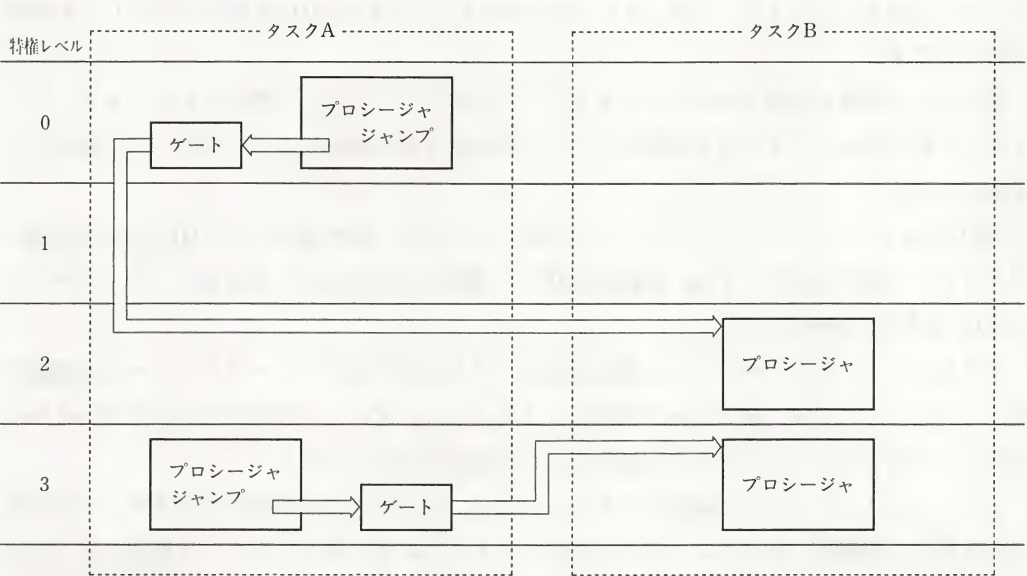 タスクA
タスクB
特権レベル
0
プロシージャ
ジャンプ
ゲート
1
2
プロシージャ
3
プロシージャ
ジャンプ
ゲート
プロシージャ